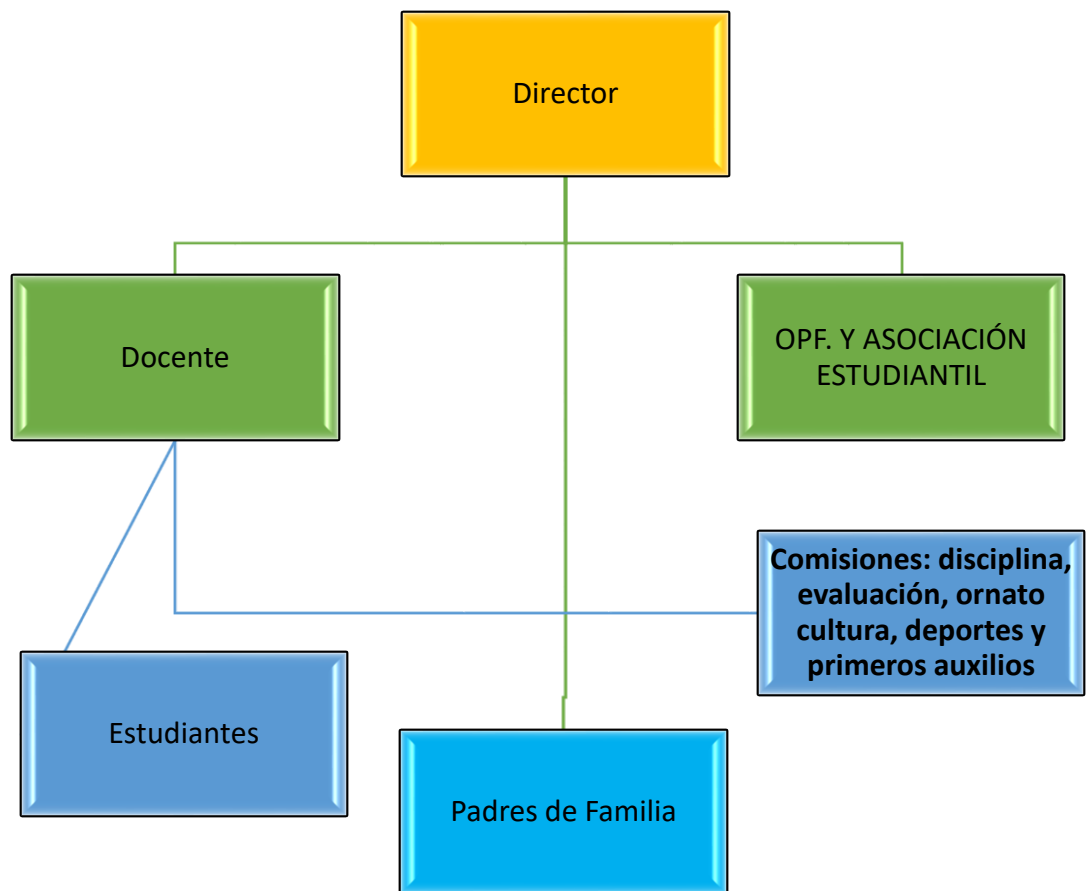 Director
Docente
OPF. Y ASOCIACIÓN
ESTUDIANTIL
Comisiones: disciplina,
evaluación, ornato
cultura, deportes y
primeros auxilios
Estudiantes
Padres de Familia